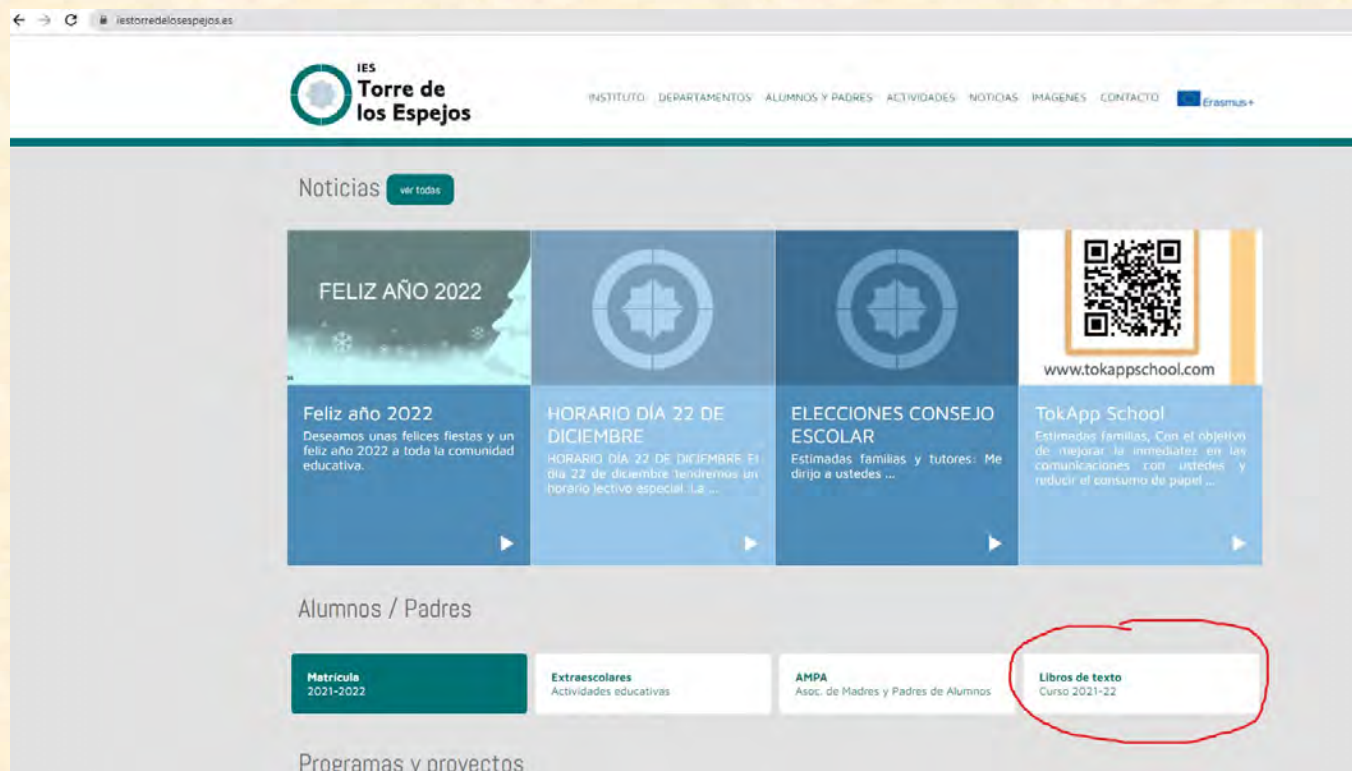 iestorredelosespejos.es
IES
Torre de
los Espejos
INSTITUTO DEPARTAMENTOS ALUMNOS Y PADRES ACTIVIDADES NOTICIAS IMÁGENES CONTACTO Erasmus+
Noticias ver todas
FELIZ AÑO 2022
www.tokappschool.com
Feliz año 2022
Deseamos unas felices fiestas y un
feliz año 2022 a toda la comunidad
educativa.
HORARIO DÍA 22 DE
DICIEMBRE
HORARIO DÍA 22 DE DICIEMBRE El
día 22 de diciembre tendremos un
horario lectivo especial. La ...
ELECCIONES CONSEJO
ESCOLAR
Estimadas familias y tutores: Me
dirijo a ustedes ...
TokApp School
Estimadas familias, Con el objetivo
de mejorar la inmediatez en las
comunicaciones con ustedes y
reducir el consumo de papel ...
Alumnos / Padres
Matrícula
2021-2022
Extraescolares
Actividades educativas
AMPA
Asoc. de Madres y Padres de Alumnos
Libros de texto
Curso 2021-22
Programas y proyectos